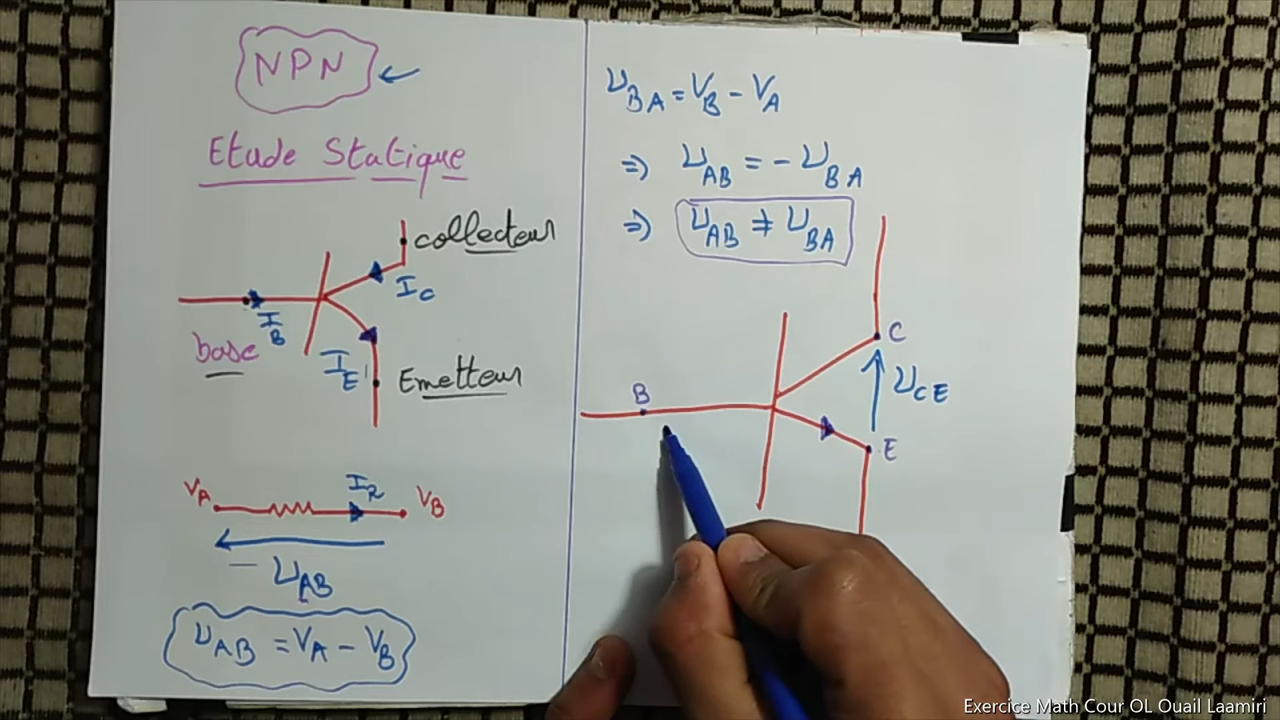 NPN
Etude Statique
collecteur
I_C
I_B
base
I_E
Emetteur
V_A
I_R
V_B
U_AB
U_AB = V_A - V_B
U_BA = V_B - V_A
=> U_AB = - U_BA
=> U_AB ≠ U_BA
C
B
U_CE
E
Exercice Math Cour OL Ouail Laamiri